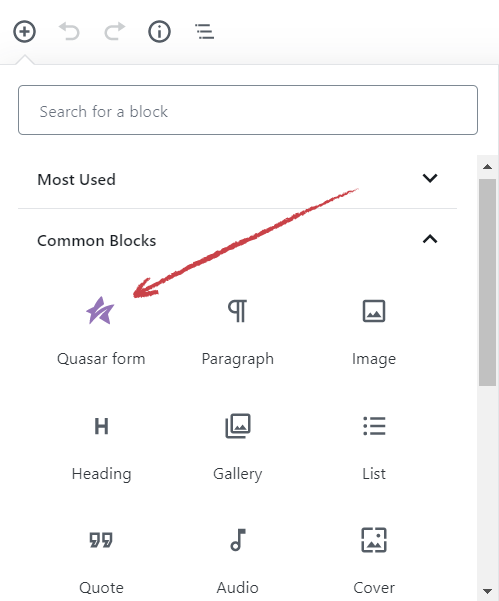 Search for a block
Most Used
Common Blocks
Quasar form
Paragraph
Image
Heading
Gallery
List
Quote
Audio
Cover